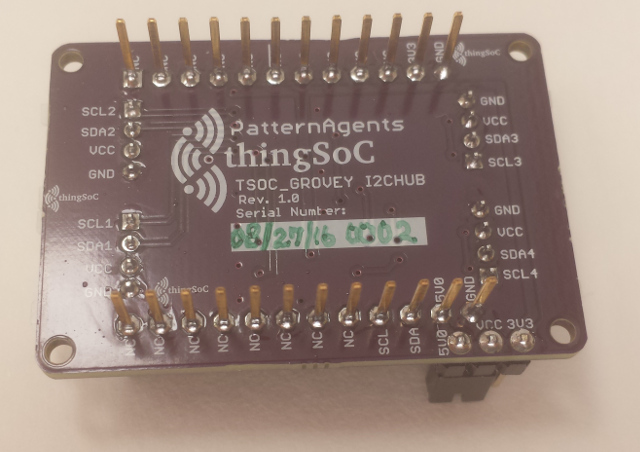 NC
3V3
GND
thingSoC
SCL2
SDA2
VCC
GND
PatternAgents
thingSoC
TSOC_GROVEY I2CHUB
Rev. 1.0
Serial Number:
08/27/16 0002
GND
VCC
SDA3
SCL3
thingSoC
SCL1
SDA1
VCC
GND
thingSoC
GND
VCC
SDA4
SCL4
NC
NC
NC
NC
NC
NC
NC
NC
SCL
SDA
5V0
GND
5V0
VCC
3V3